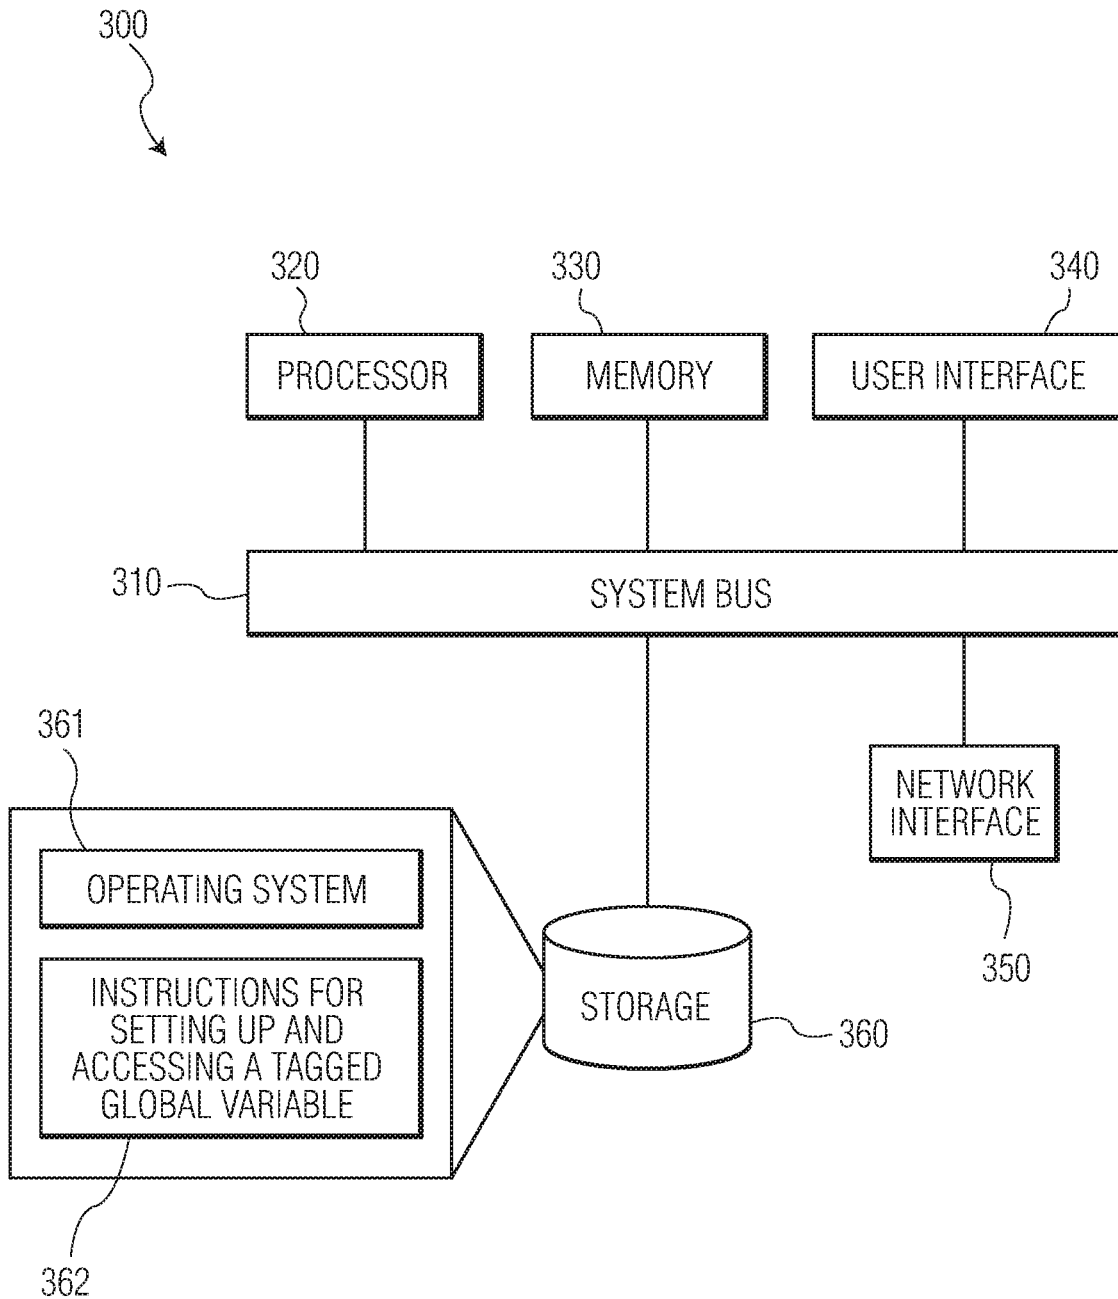 300
320
330
340
PROCESSOR
MEMORY
USER INTERFACE
310
SYSTEM BUS
361
NETWORK
INTERFACE
OPERATING SYSTEM
350
INSTRUCTIONS FOR
SETTING UP AND
ACCESSING A TAGGED
GLOBAL VARIABLE
STORAGE
360
362